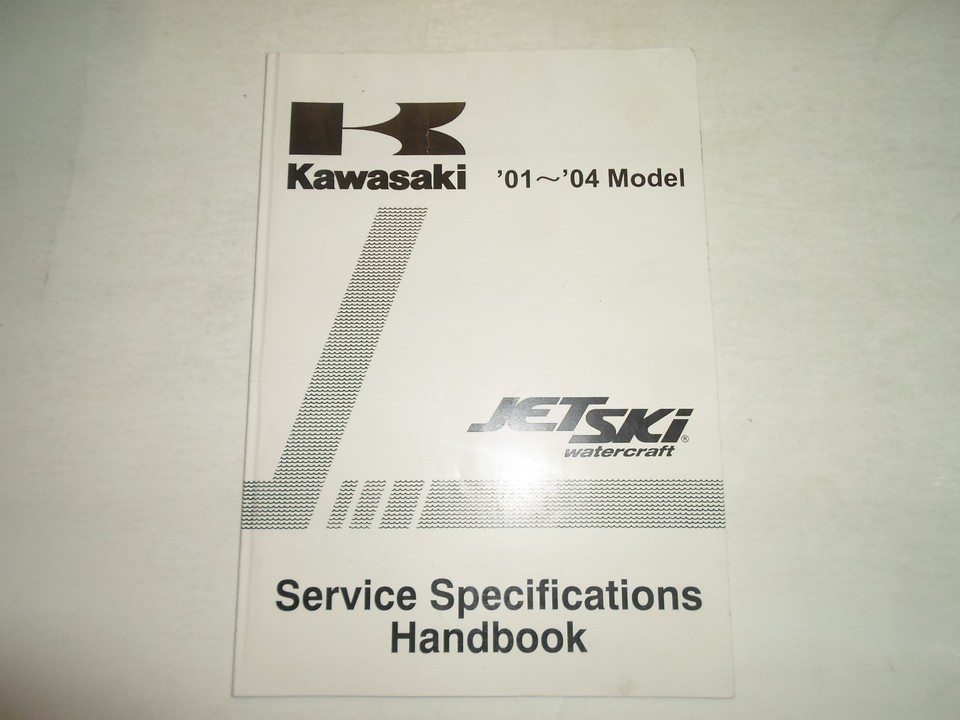 Kawasaki
'01～'04 Model
JETSKi®
watercraft
Service Specifications
Handbook